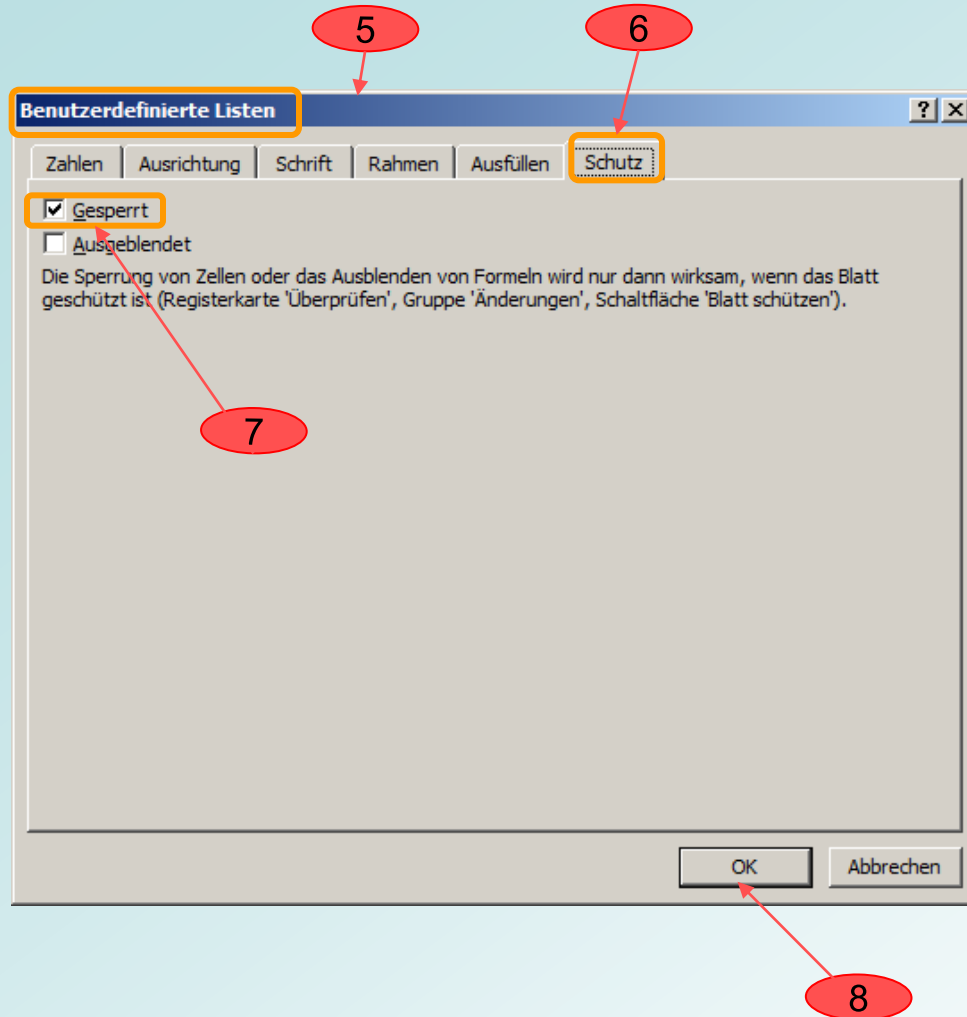 5
6
Benutzerdefinierte Listen
Zahlen Ausrichtung Schrift Rahmen Ausfüllen Schutz
Gesperrt
Ausgeblendet
Die Sperrung von Zellen oder das Ausblenden von Formeln wird nur dann wirksam, wenn das Blatt
geschützt ist (Registerkarte 'Überprüfen', Gruppe 'Änderungen', Schaltfläche 'Blatt schützen').
7
OK Abbrechen
8